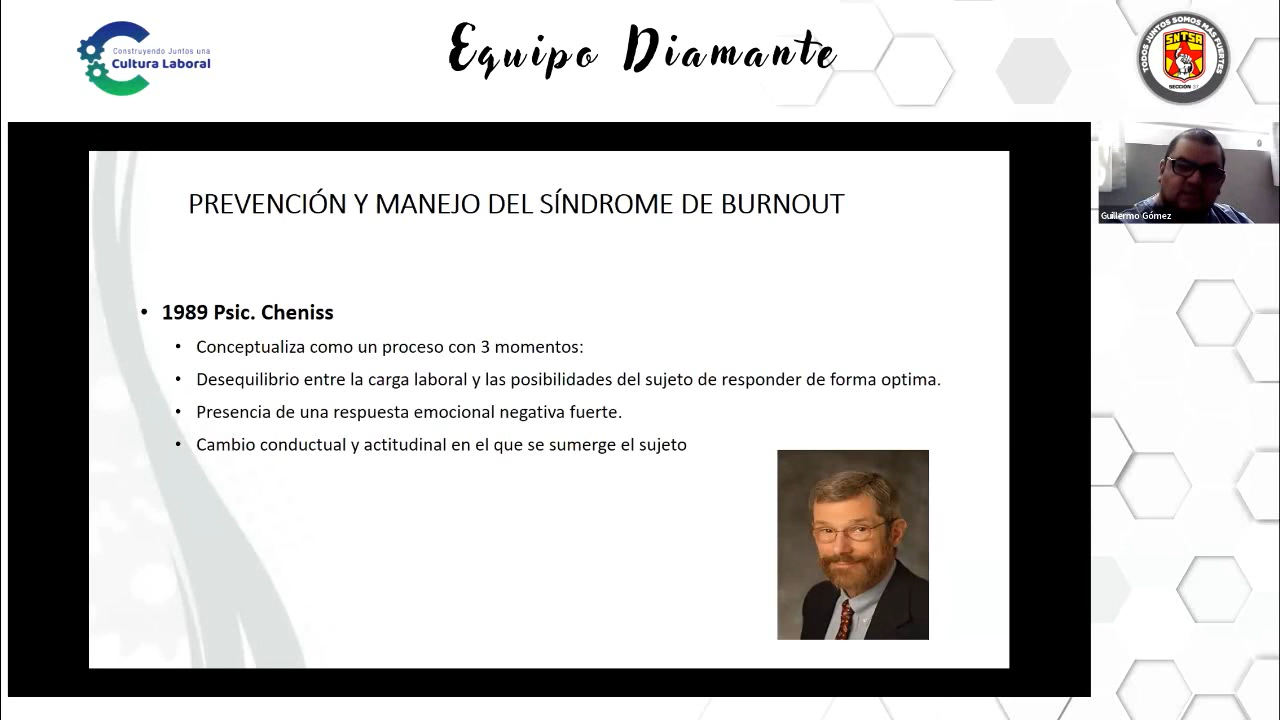 Construyendo Juntos una
Cultura Laboral
Equipo Diamante
TODOS JUNTOS SOMOS MÁS FUERTES
SNTSA
SECCIÓN 37
PREVENCIÓN Y MANEJO DEL SÍNDROME DE BURNOUT
Guillermo Gómez
• 1989 Psic. Cheniss
• Conceptualiza como un proceso con 3 momentos:
• Desequilibrio entre la carga laboral y las posibilidades del sujeto de responder de forma optima.
• Presencia de una respuesta emocional negativa fuerte.
• Cambio conductual y actitudinal en el que se sumerge el sujeto